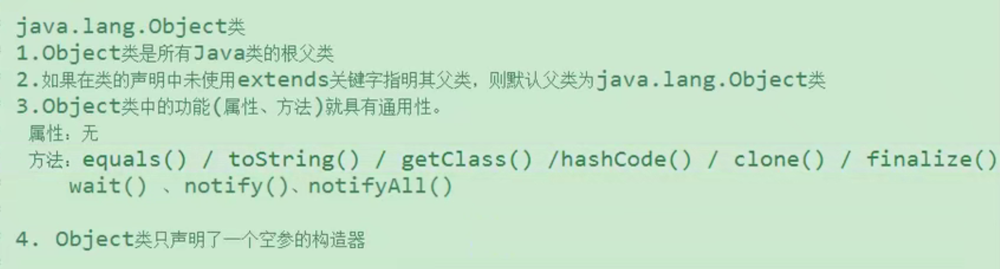 java.lang.Object类
1.Object类是所有Java类的根父类
2.如果在类的声明中未使用extends关键字指明其父类，则默认父类为java.lang.Object类
3.Object类中的功能(属性、方法)就具有通用性。
属性：无
方法：equals() / toString() / getClass() /hashCode() / clone() / finalize()
wait() 、notify()、notifyAll()
4. Object类只声明了一个空参的构造器